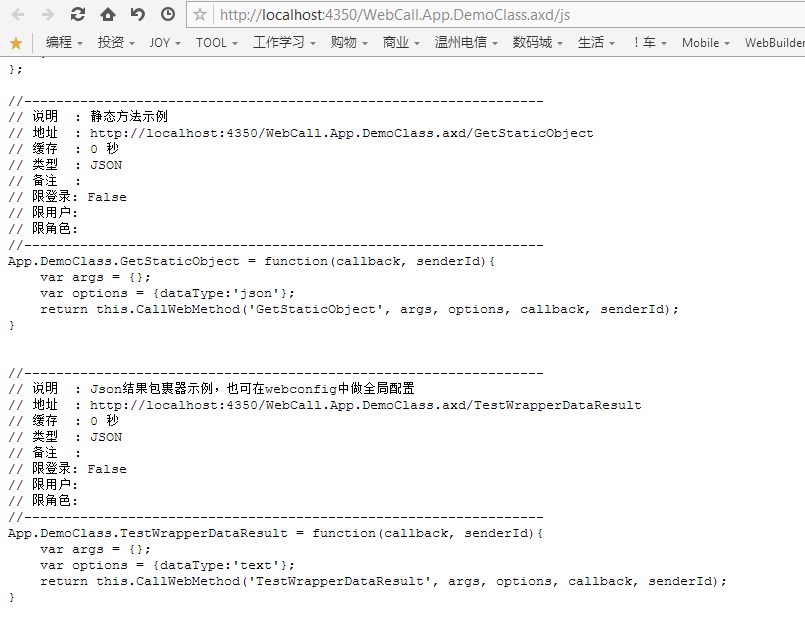 http://localhost:4350/WebCall.App.DemoClass.axd/js
编程 投资 JOY TOOL 工作学习 购物 商业 温州电信 数码城 生活 ！车 Mobile WebBuilder
};
//-----------------------------------------------------------------
// 说明 : 静态方法示例
// 地址 : http://localhost:4350/WebCall.App.DemoClass.axd/GetStaticObject
// 缓存 : 0 秒
// 类型 : JSON
// 备注 :
// 限登录: False
// 限用户:
// 限角色:
//-----------------------------------------------------------------
App.DemoClass.GetStaticObject = function(callback, senderId){
    var args = {};
    var options = {dataType:'json'};
    return this.CallWebMethod('GetStaticObject', args, options, callback, senderId);
}
//-----------------------------------------------------------------
// 说明 : Json结果包裹器示例，也可在webconfig中做全局配置
// 地址 : http://localhost:4350/WebCall.App.DemoClass.axd/TestWrapperDataResult
// 缓存 : 0 秒
// 类型 : JSON
// 备注 :
// 限登录: False
// 限用户:
// 限角色:
//-----------------------------------------------------------------
App.DemoClass.TestWrapperDataResult = function(callback, senderId){
    var args = {};
    var options = {dataType:'text'};
    return this.CallWebMethod('TestWrapperDataResult', args, options, callback, senderId);
}